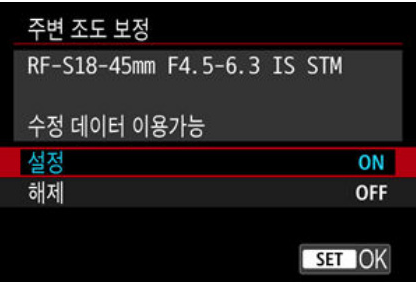 주변 조도 보정
RF-S18-45mm F4.5-6.3 IS STM
수정 데이터 이용가능
설정 ON
해제 OFF
SET OK